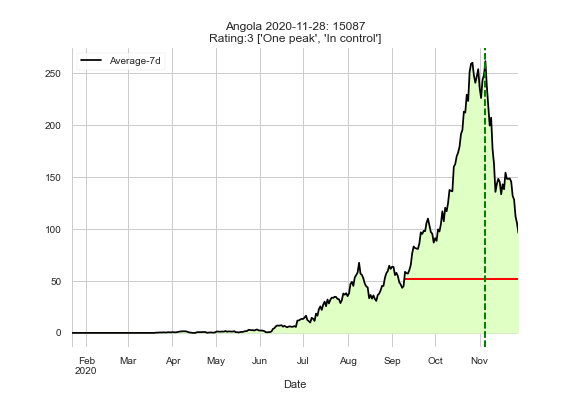 Angola 2020-11-28: 15087
Rating:3 ['One peak', 'In control']
Average-7d
250
200
150
100
50
0
Feb Mar Apr May Jun Jul Aug Sep Oct Nov
2020
Date